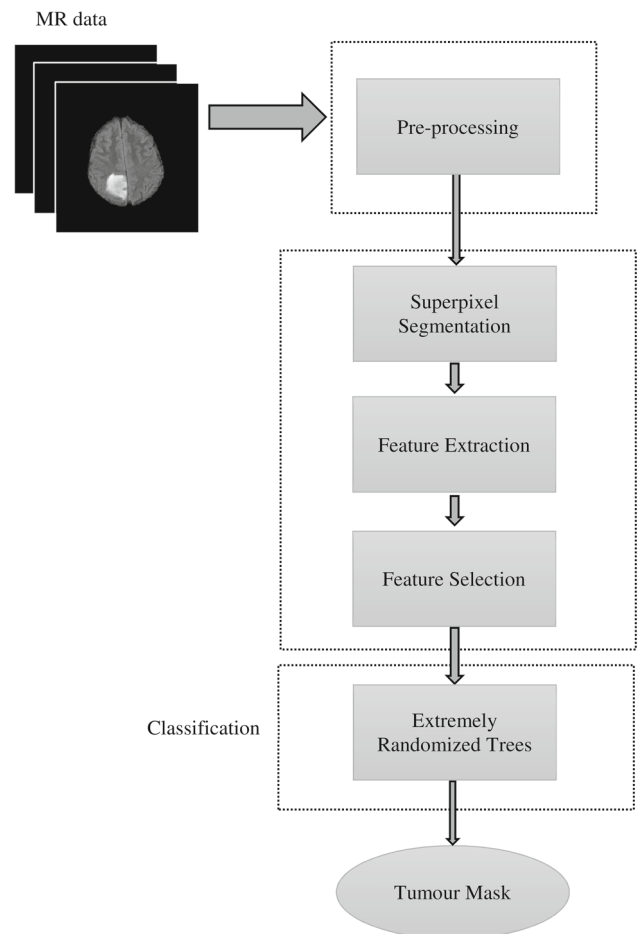 MR data
Pre-processing
Superpixel
Segmentation
Feature Extraction
Feature Selection
Classification
Extremely
Randomized Trees
Tumour Mask